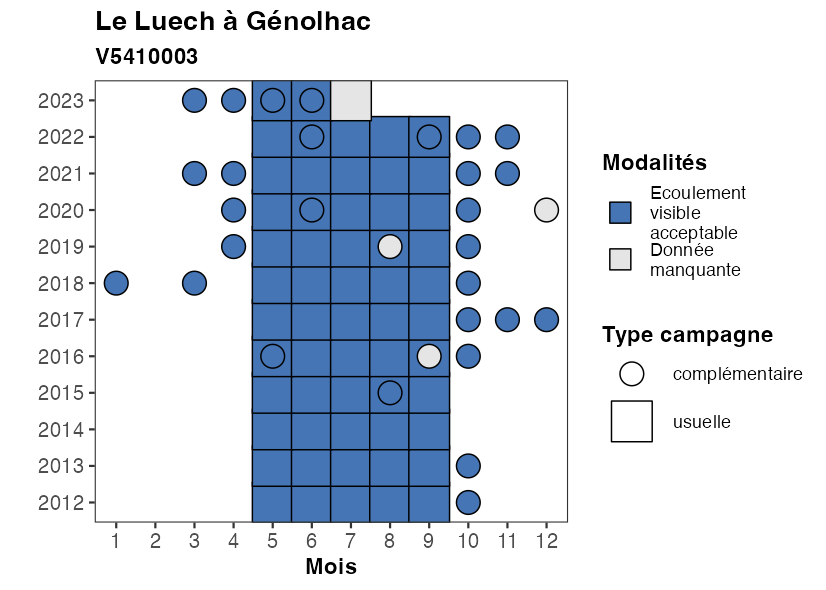 Le Luech à Génolhac
V5410003
2023
2022
2021
2020
2019
2018
2017
2016
2015
2014
2013
2012
1 2 3 4 5 6 7 8 9 10 11 12
Mois
Modalités
Ecoulement
visible
acceptable
Donnée
manquante
Type campagne
complémentaire
usuelle